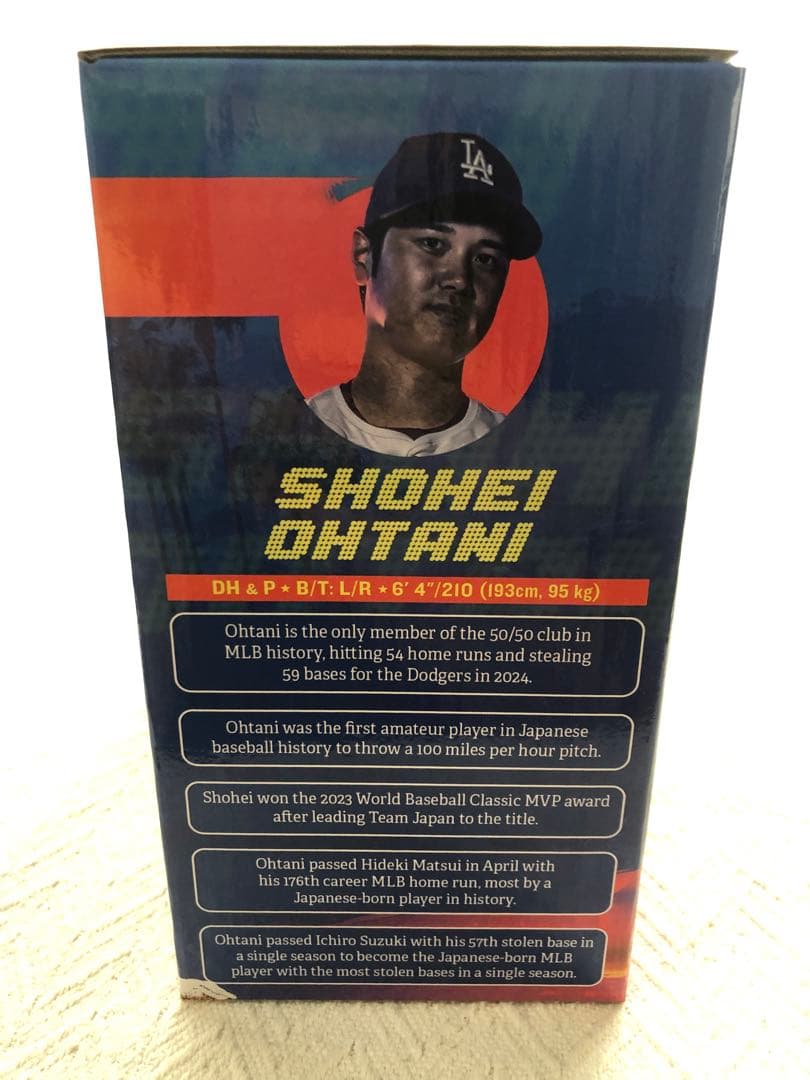 LA
SHOHEI
OHTANI
DH & P ★ B/T: L/R ★ 6' 4"/210 (193cm, 95 kg)
Ohtani is the only member of the 50/50 club in
MLB history, hitting 54 home runs and stealing
59 bases for the Dodgers in 2024.
Ohtani was the first amateur player in Japanese
baseball history to throw a 100 miles per hour pitch.
Shohei won the 2023 World Baseball Classic MVP award
after leading Team Japan to the title.
Ohtani passed Hideki Matsui in April with
his 176th career MLB home run, most by a
Japanese-born player in history.
Ohtani passed Ichiro Suzuki with his 57th stolen base in
a single season to become the Japanese-born MLB
player with the most stolen bases in a single season.